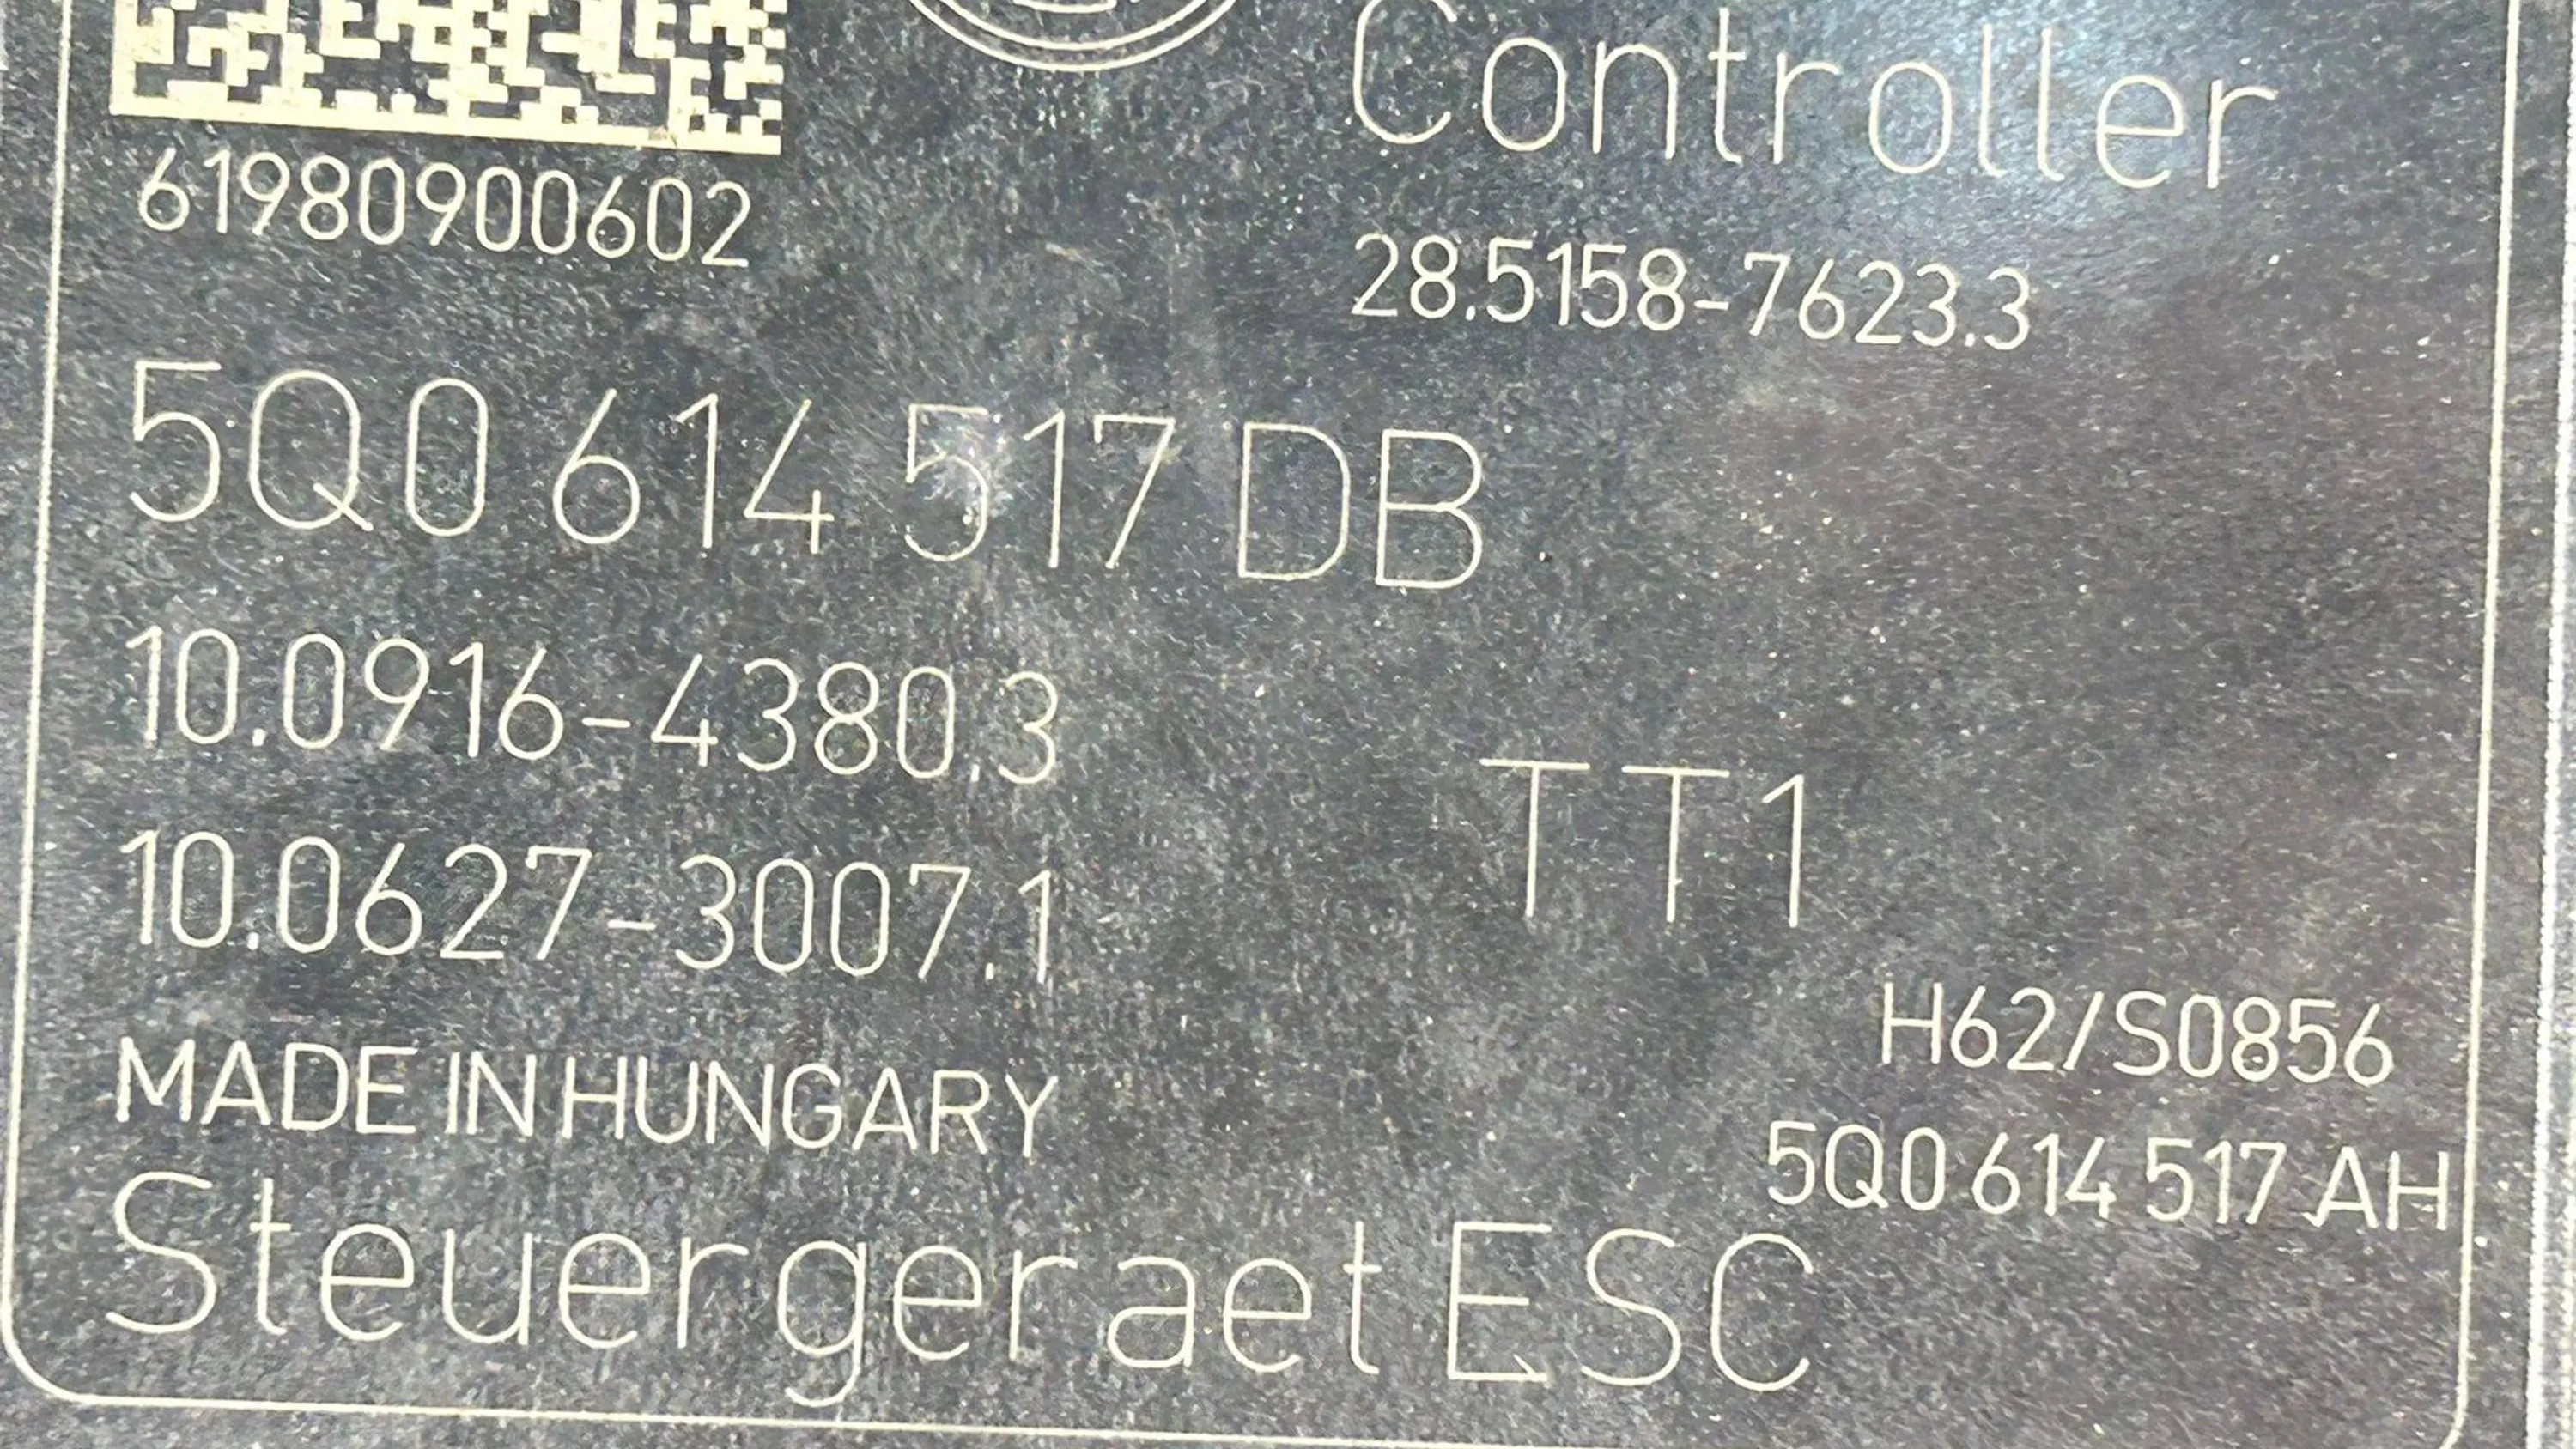 Controller
61980900602
28.5158-7623.3
5Q0 614 517 DB
10.0916-4380.3
TT1
10.0627-3007.1
H62/S0856
MADE IN HUNGARY
5Q0 614 517 AH
Steuergeraet ESC